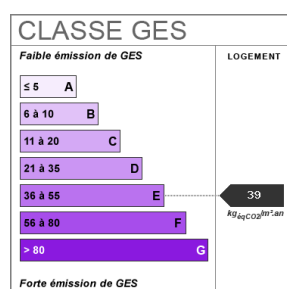 CLASSE GES
Faible émission de GES
LOGEMENT
≤ 5 A
6 à 10 B
11 à 20 C
21 à 35 D
36 à 55 E
39
kgéqCO2/m².an
56 à 80 F
> 80 G
Forte émission de GES